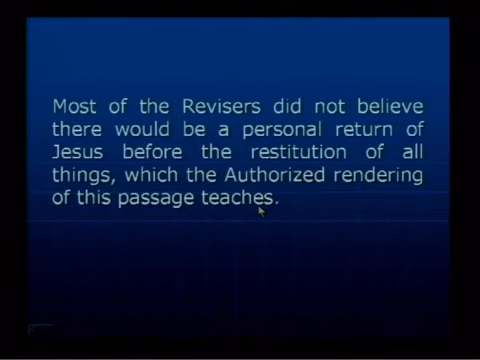 Most of the Revisers did not believe
there would be a personal return of
Jesus before the restitution of all
things, which the Authorized rendering
of this passage teaches.